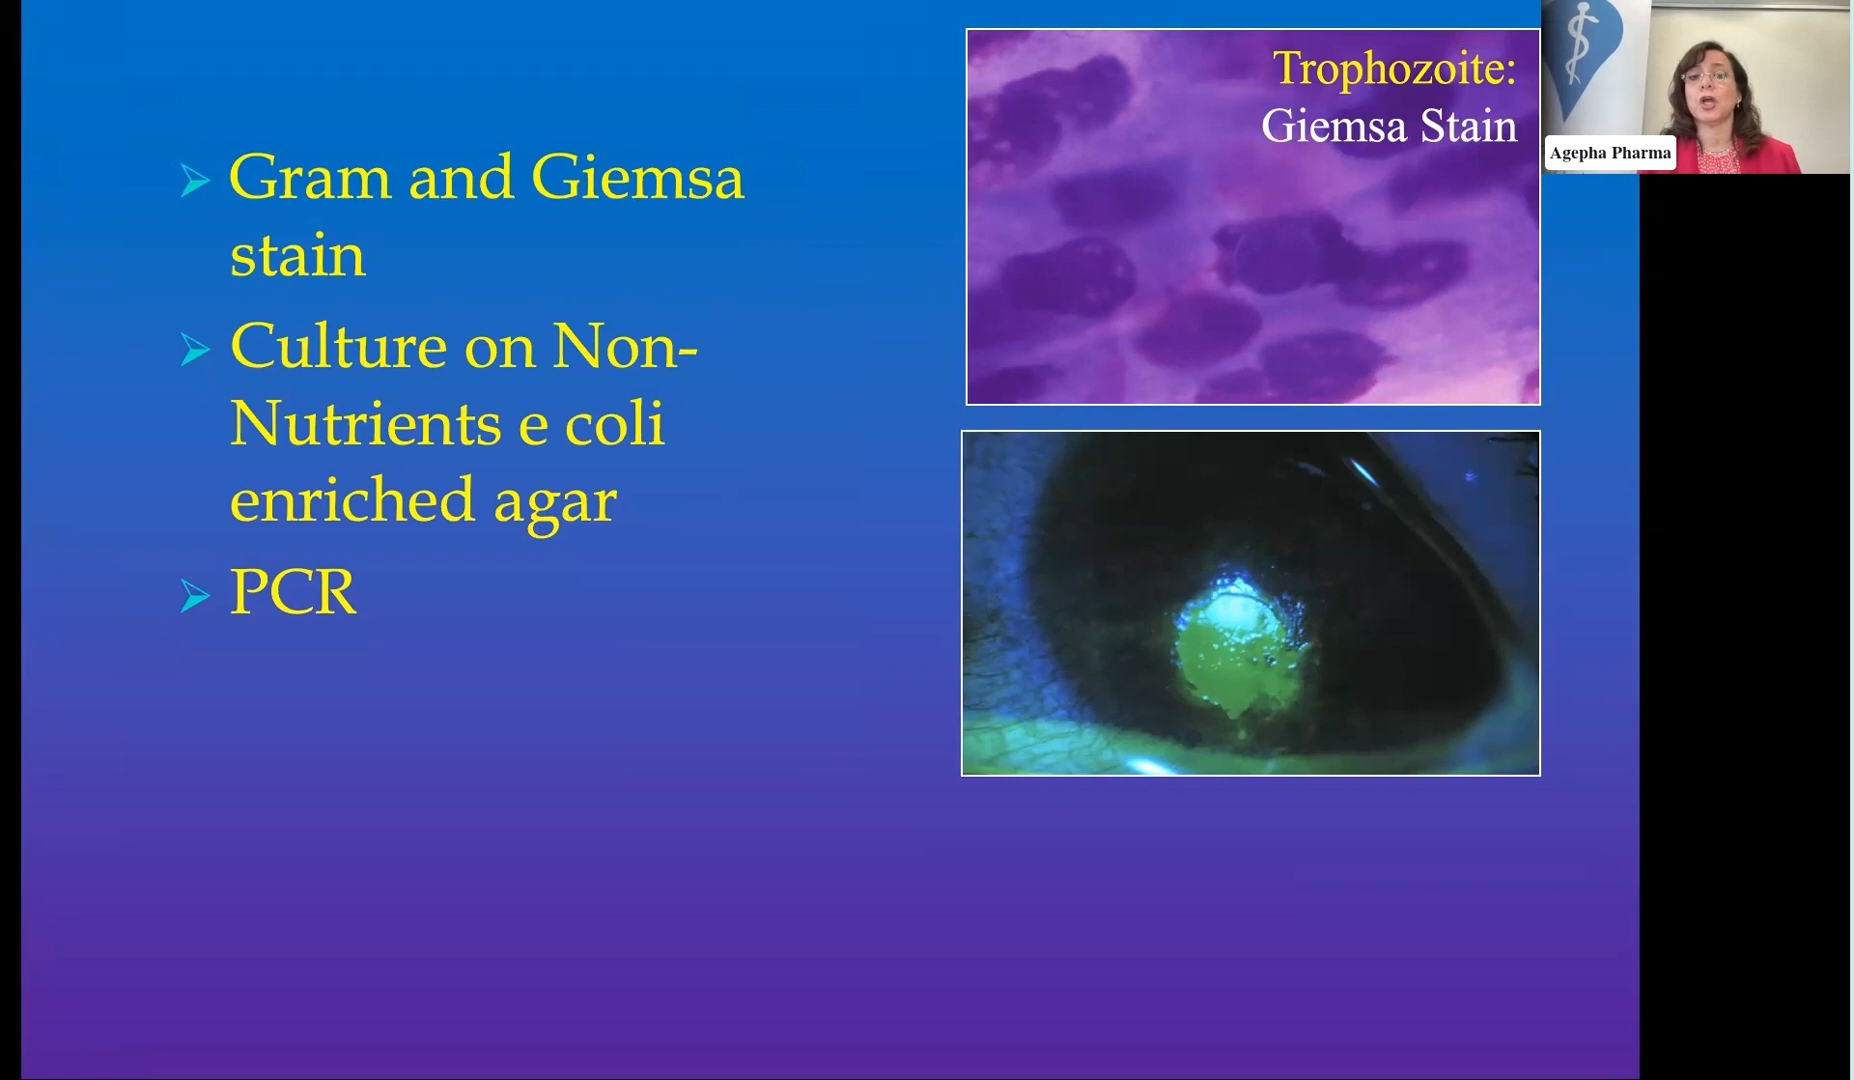 Gram and Giemsa
stain
Culture on Non-
Nutrients e coli
enriched agar
PCR
Trophozoite:
Giemsa Stain
Agepha Pharma